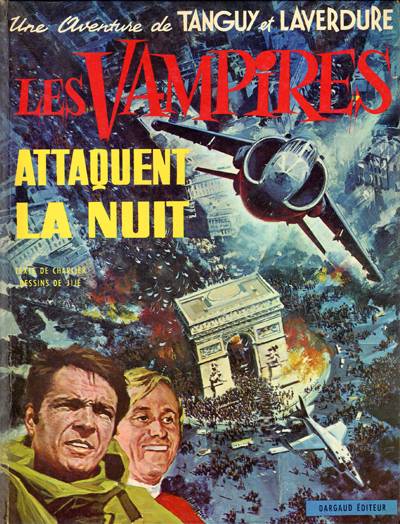 Une Aventure de TANGUY et LAVERDURE
LES VAMPIRES
ATTAQUENT
LA NUIT
TEXTE DE CHARLIER
DESSINS DE JIJÉ
DARGAUD ÉDITEUR